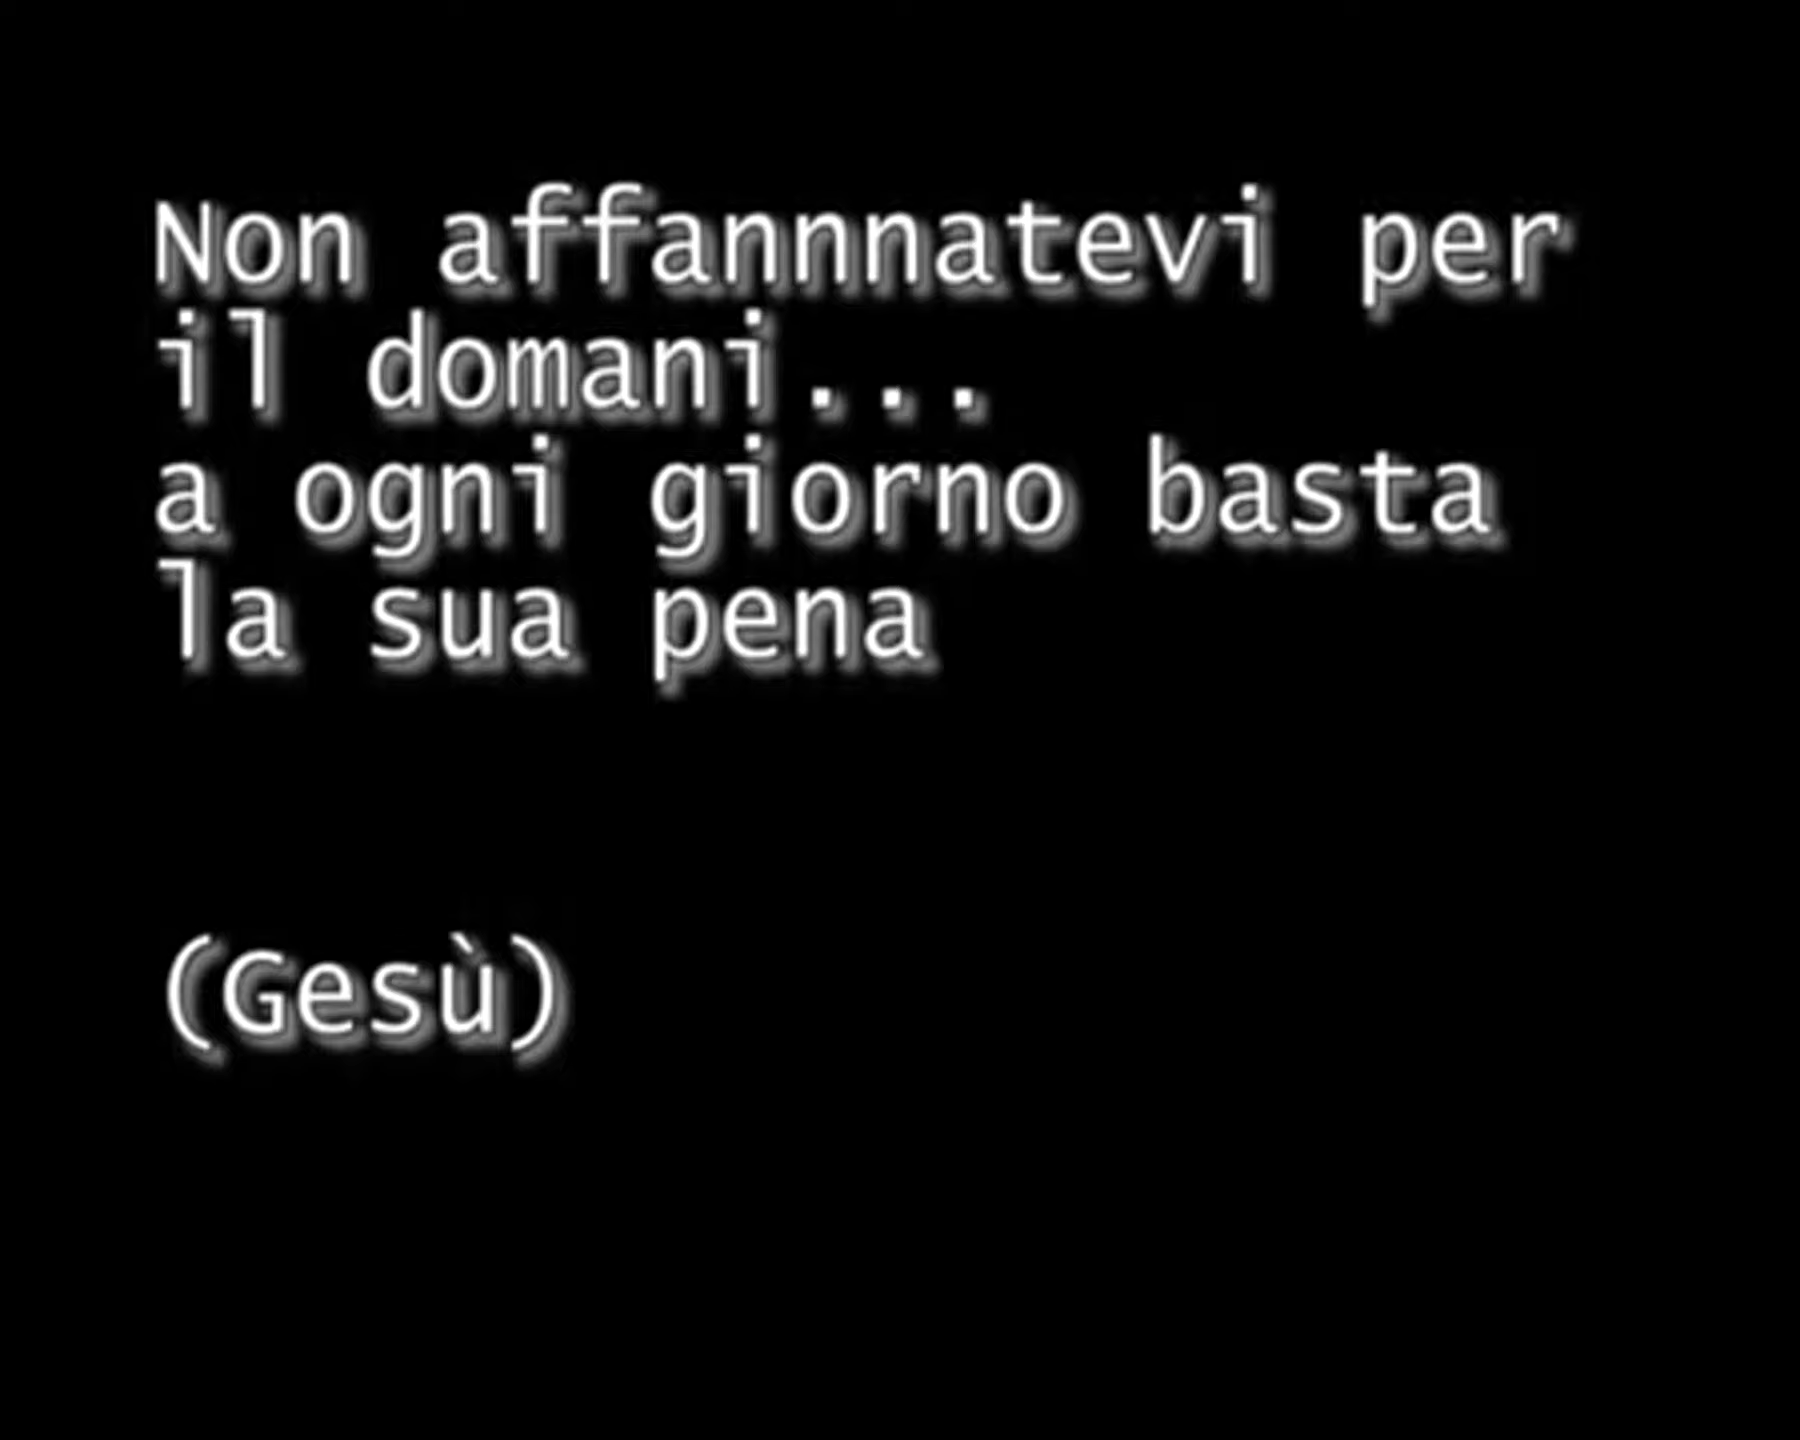 Non affannnatevi per
il domani...
a ogni giorno basta
la sua pena
(Gesù)